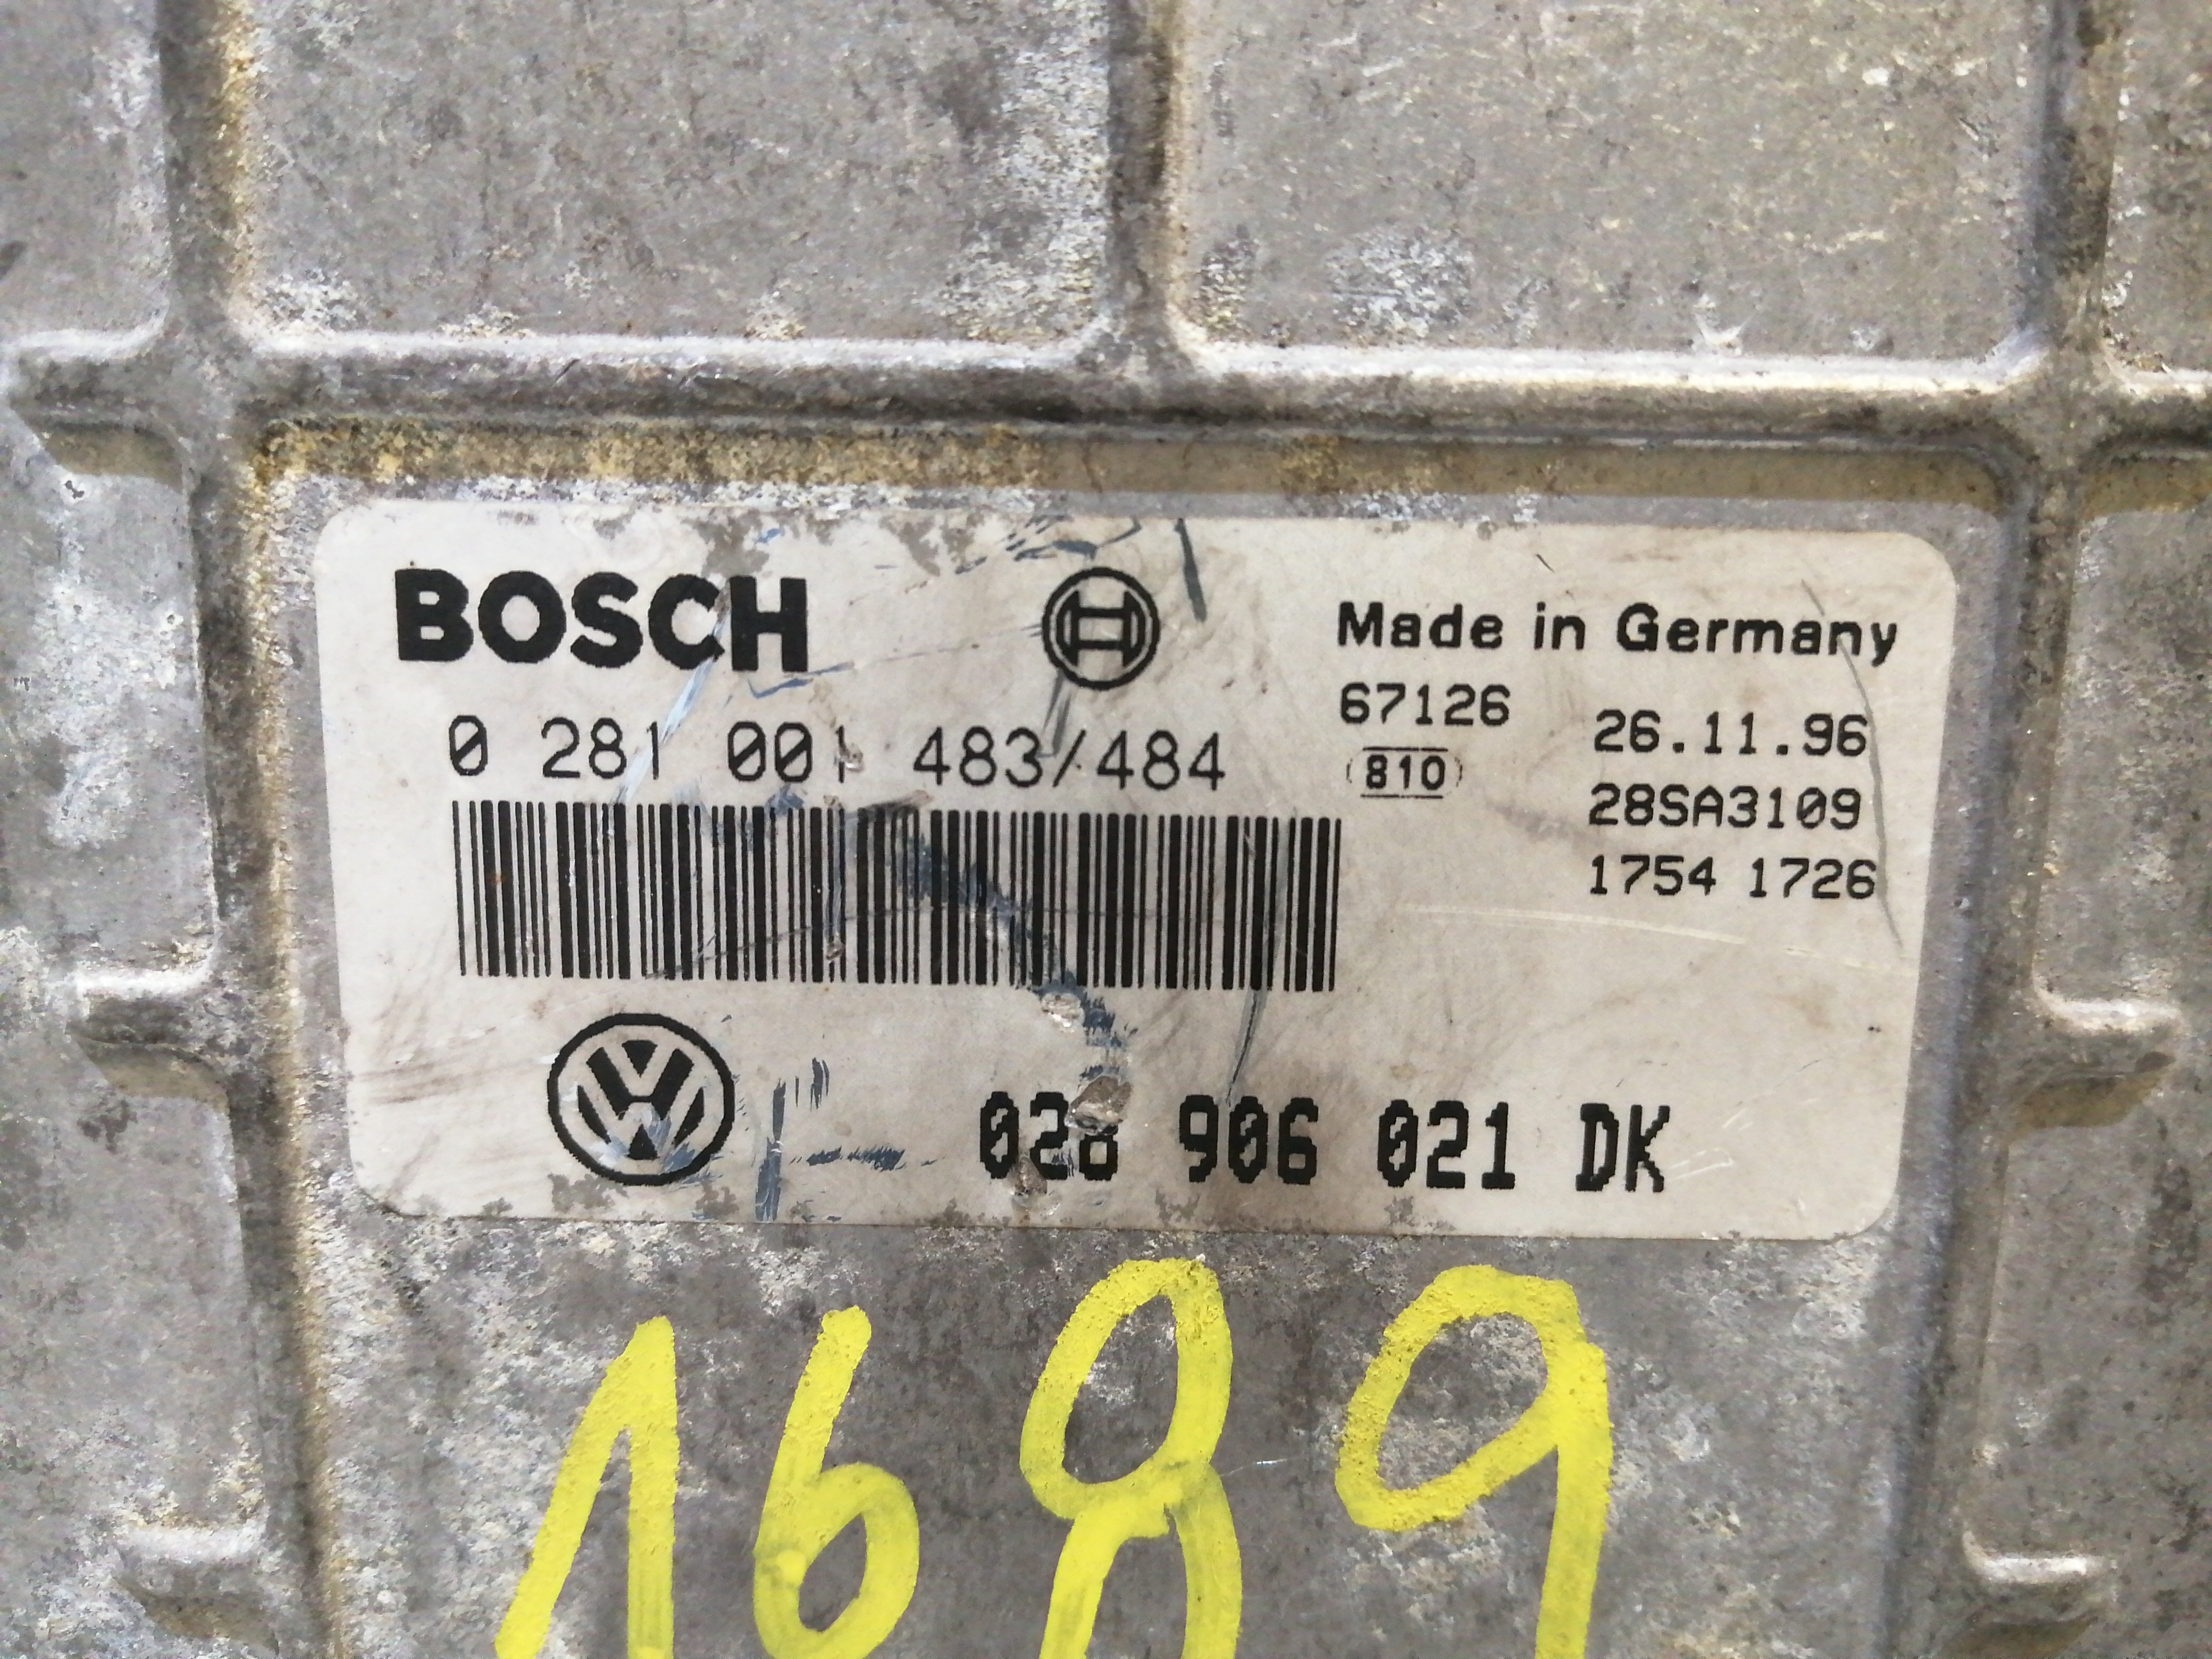 BOSCH
Made in Germany
0 281 001 483/484
67126
26.11.96
810
28SA3109
1754 1726
028 906 021 DK
1689